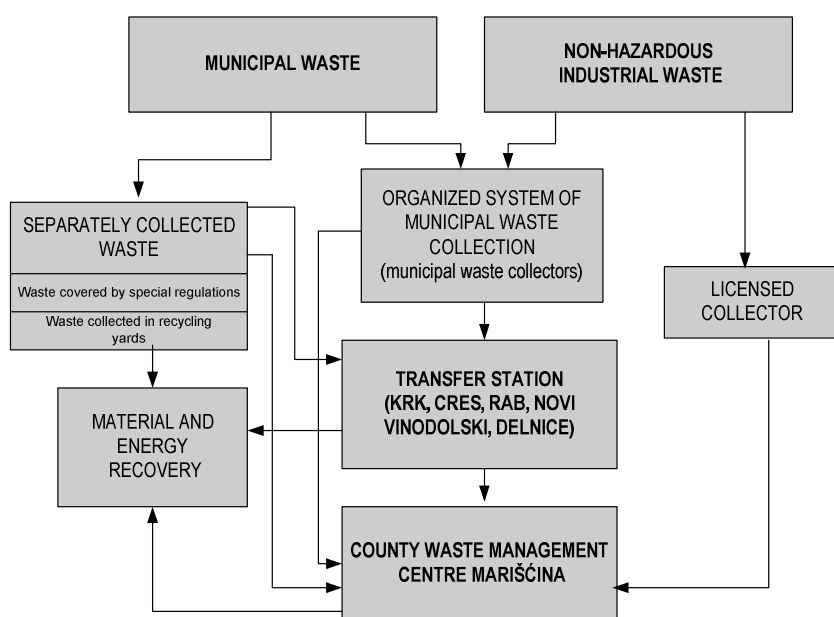 MUNICIPAL WASTE
NON-HAZARDOUS
INDUSTRIAL WASTE
SEPARATELY COLLECTED
WASTE
Waste covered by special regulations
Waste collected in recycling
yards
ORGANIZED SYSTEM OF
MUNICIPAL WASTE
COLLECTION
(municipal waste collectors)
LICENSED
COLLECTOR
TRANSFER STATION
(KRK, CRES, RAB, NOVI
VINODOLSKI, DELNICE)
MATERIAL AND
ENERGY
RECOVERY
COUNTY WASTE MANAGEMENT
CENTRE MARIŠĆINA